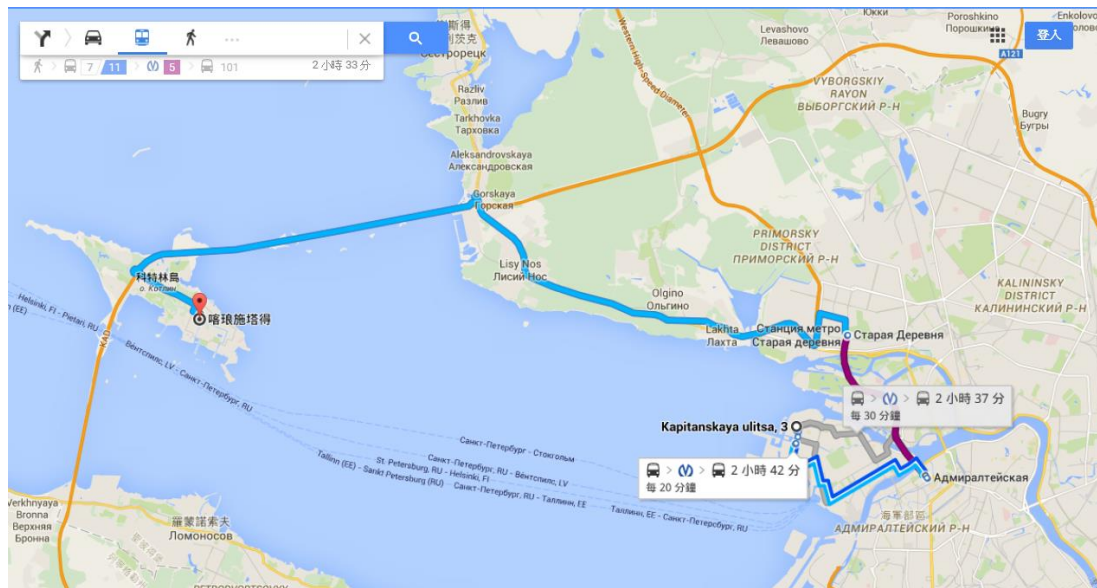 7 / 11 > 5 > 101
2 小時 33 分
登入
Юкки
Poroshkino
Порошкино
Levashovo
Левашово
A121
Western High-Speed Diameter
VYBORGSKIY
RAYON
ВЫБОРГСКИЙ Р-Н
Bugry
Бугры
Razliv
Разлив
Tarkhovka
Тарховка
Aleksandrovskaya
Александровская
Gorskaya
Горская
PRIMORSKY
DISTRICT
ПРИМОРСКИЙ Р-Н
Lisy Nos
Лисий Нос
科特林島
о. Котлин
KALININSKY
DISTRICT
КАЛИНИНСКИЙ Р-Н
Olgino
Ольгино
喀琅施塔得
Helsinki, FI - Pietari, RU
KAD
Lakhta
Лахта
Станция метро
Старая деревня
Старая Деревня
Вентспилс, LV - Санкт-Петербург, RU
2 小時 37 分
每 30 分鐘
Kapitanskaya ulitsa, 3
Санкт-Петербург - Стокгольм
Санкт-Петербург, RU - Вентспилс, LV
St. Petersburg, RU - Helsinki, FI
Tallinn (EE) - Sankt Petersburg (RU)
Санкт-Петербург, RU - Таллинн, EE
Таллинн, EE - Санкт-Петербург, RU
2 小時 42 分
每 20 分鐘
Адмиралтейская
Verkhnyaya
Bronna
Верхняя
Бронна
羅蒙諾索夫
Ломоносов
海軍部區
АДМИРАЛТЕЙСКИЙ Р-Н